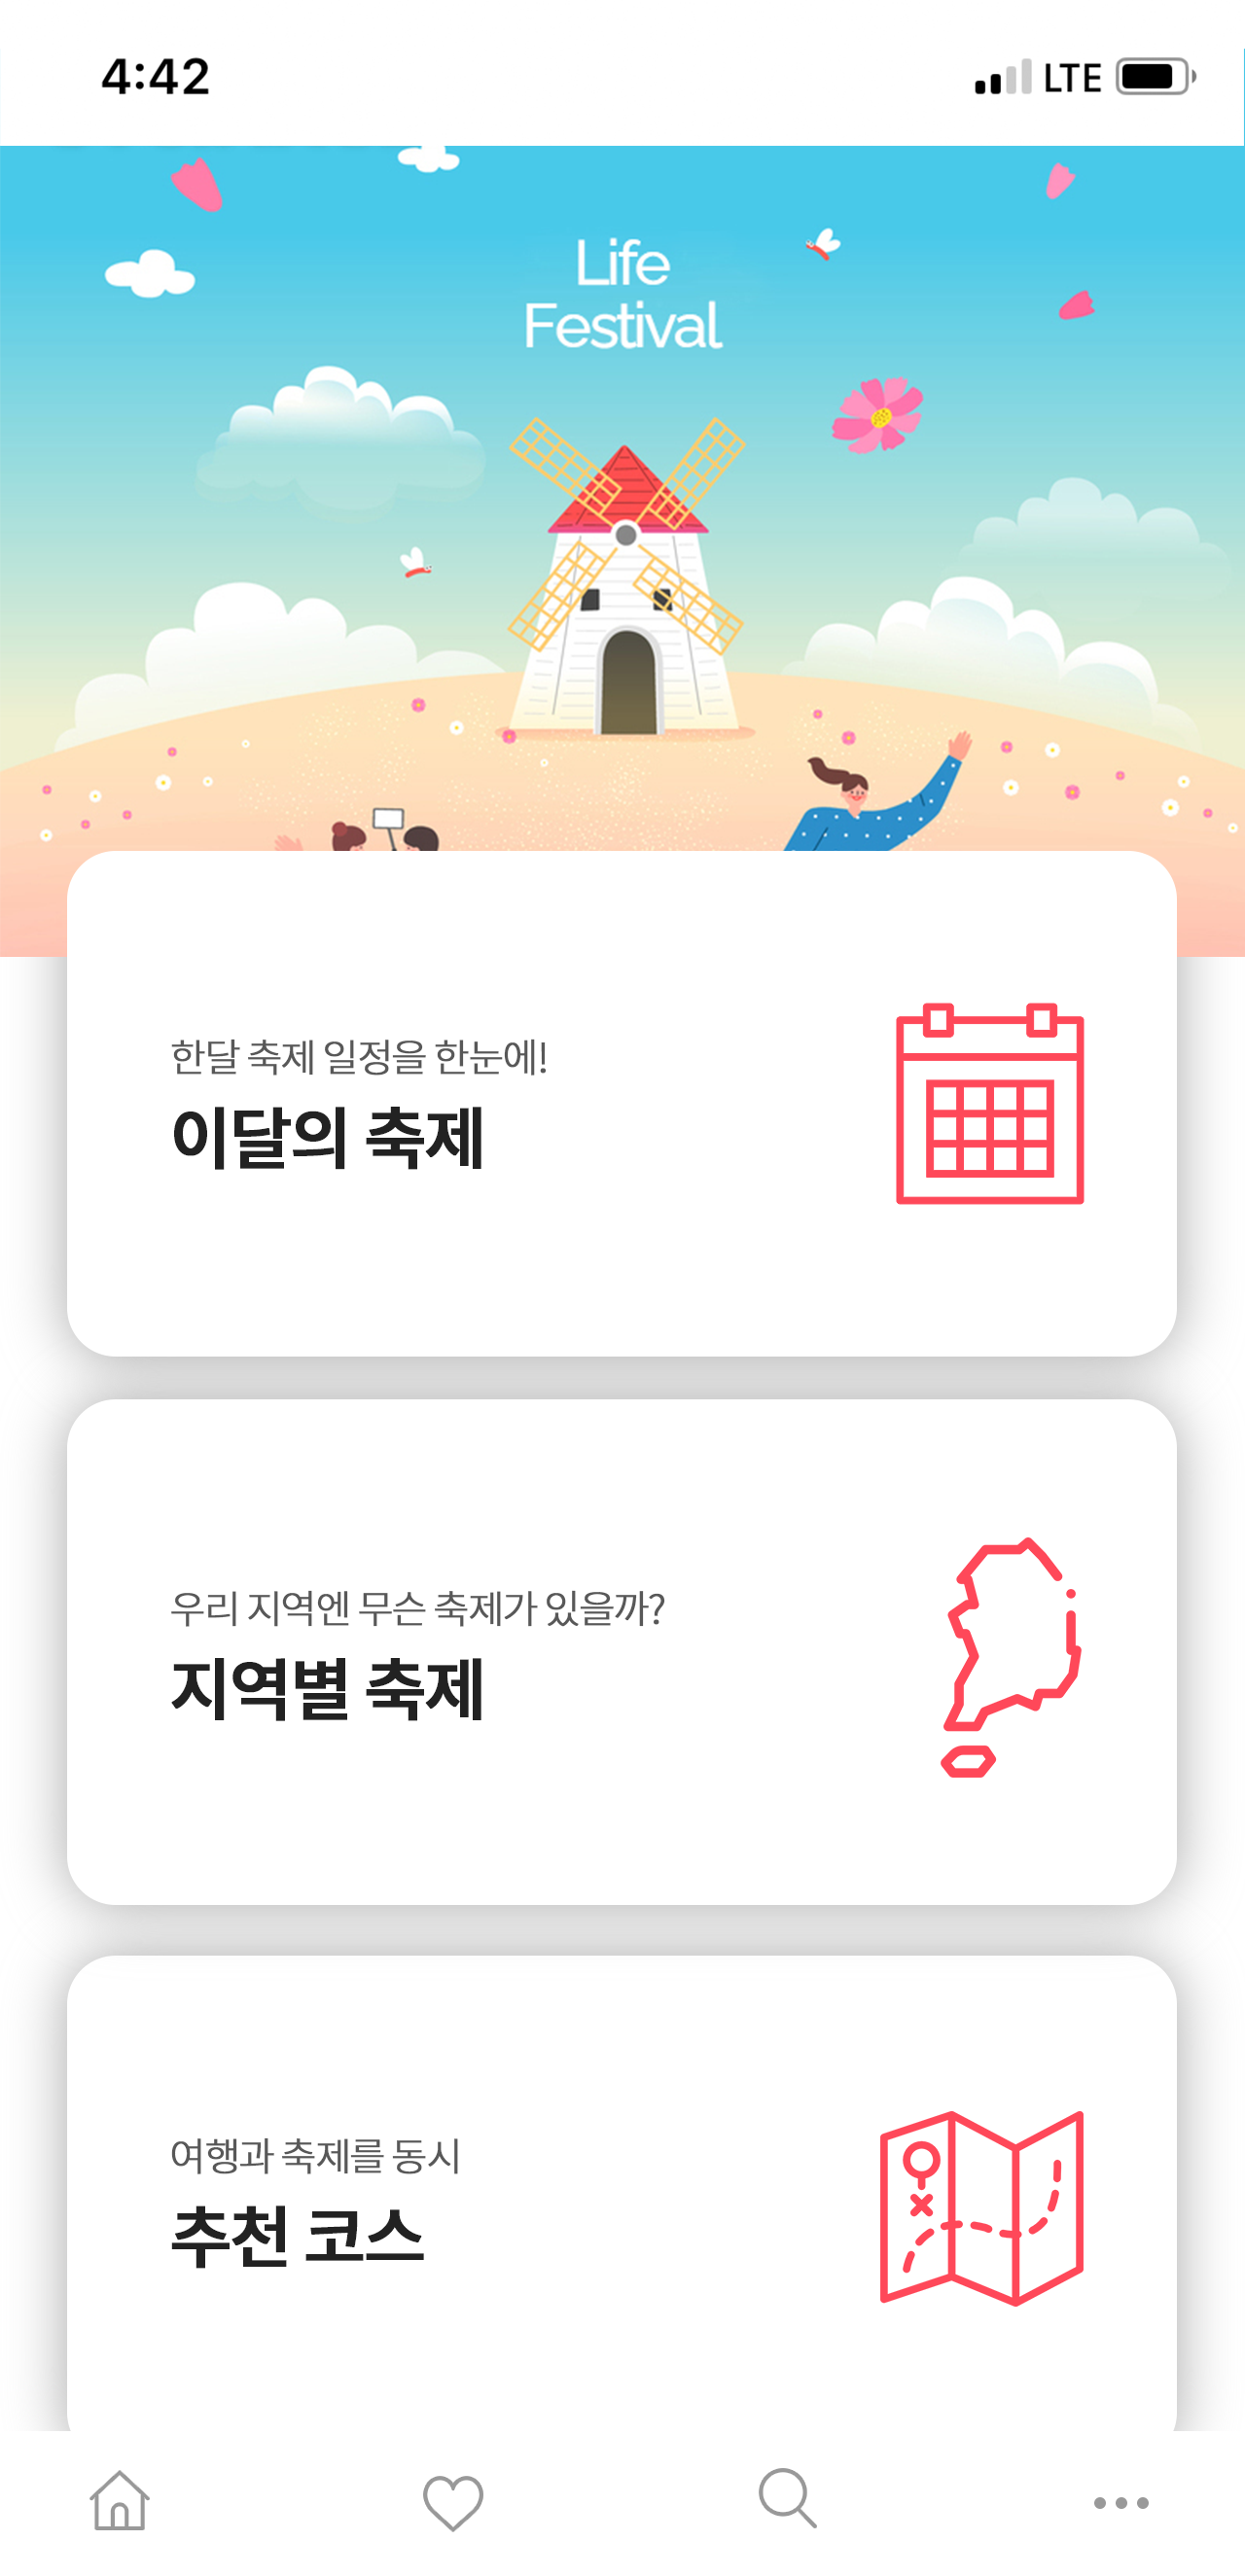 4:42
LTE
Life
Festival
한달 축제 일정을 한눈에!
이달의 축제
우리 지역엔 무슨 축제가 있을까?
지역별 축제
여행과 축제를 동시
추천 코스